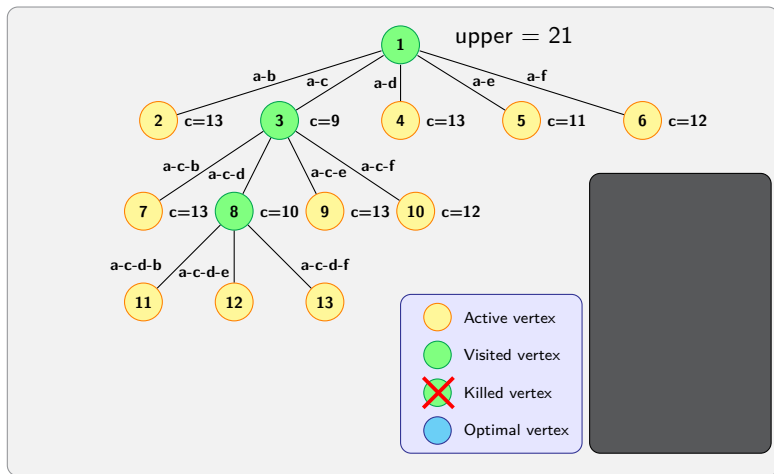 1
upper = 21
a-b
a-c
a-d
a-e
a-f
2
c=13
3
c=9
4
c=13
5
c=11
6
c=12
a-c-b
a-c-d
a-c-e
a-c-f
7
c=13
8
c=10
9
c=13
10
c=12
a-c-d-b
a-c-d-e
a-c-d-f
11
12
13
Active vertex
Visited vertex
Killed vertex
Optimal vertex